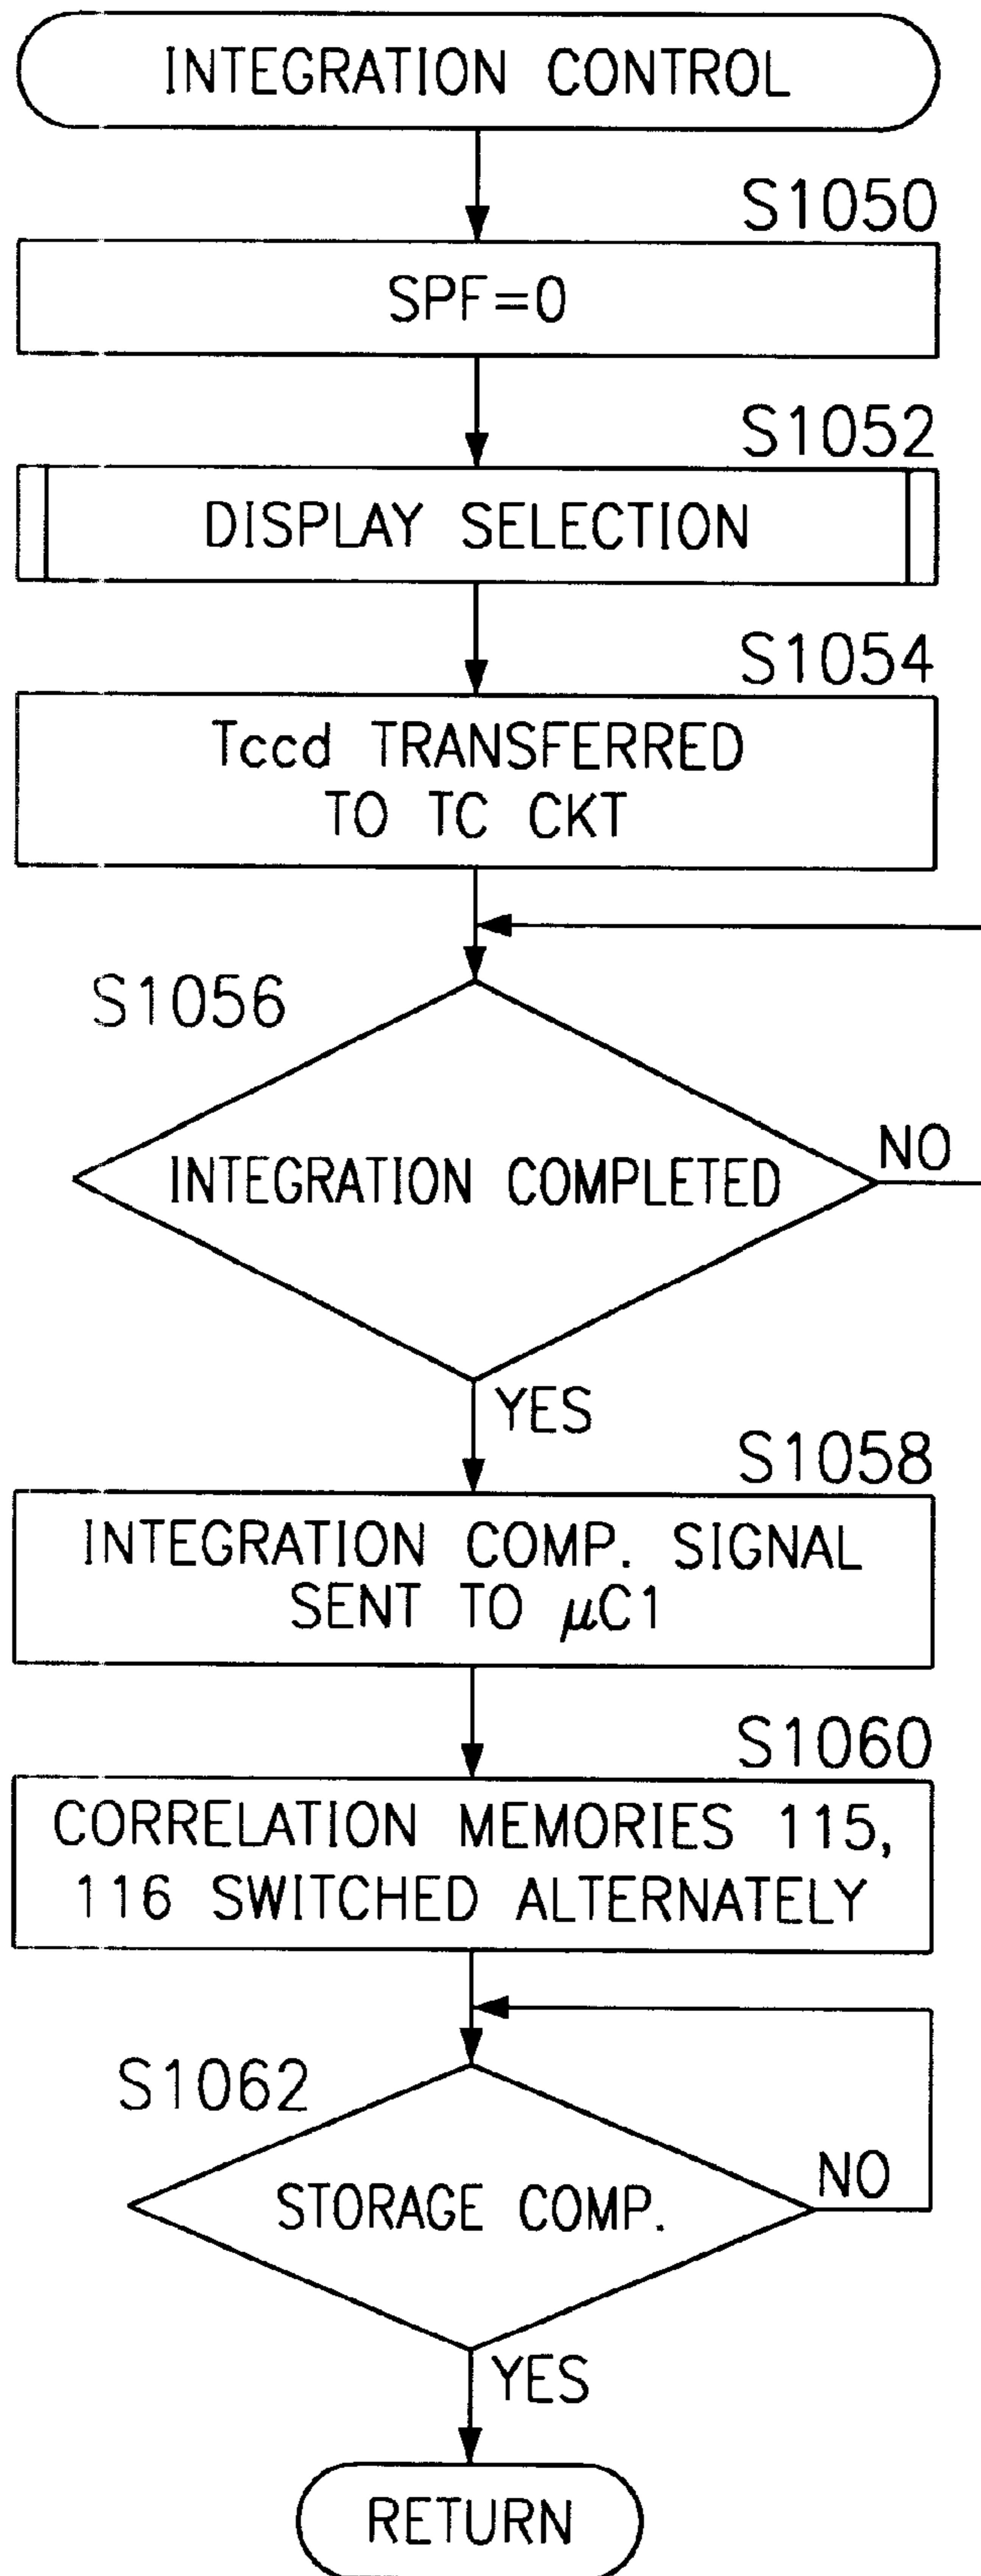 INTEGRATION CONTROL
S1050
SPF=0
S1052
DISPLAY SELECTION
S1054
Tccd TRANSFERRED
TO TC CKT
S1056
INTEGRATION COMPLETED
NO
YES
S1058
INTEGRATION COMP. SIGNAL
SENT TO μC1
S1060
CORRELATION MEMORIES 115,
116 SWITCHED ALTERNATELY
S1062
STORAGE COMP.
NO
YES
RETURN